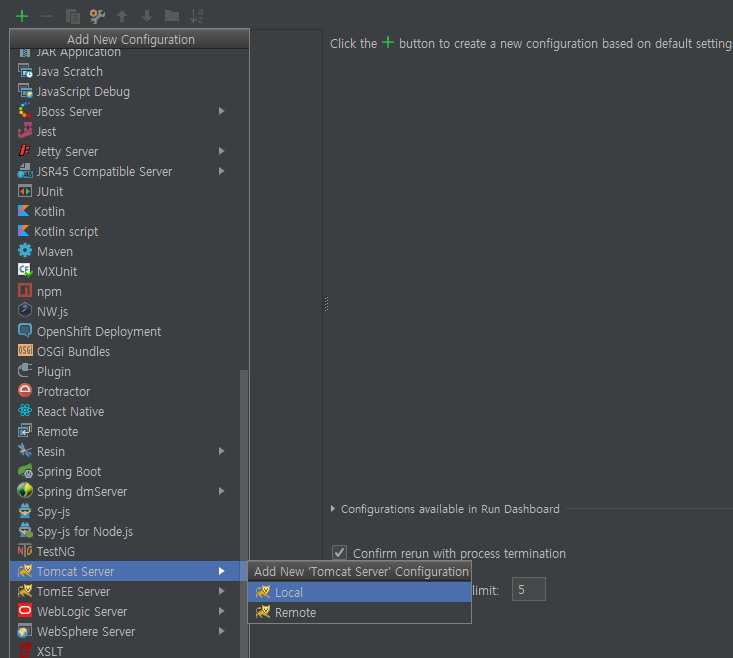 Add New Configuration
Click the + button to create a new configuration based on default setting
JAR Application
Java Scratch
JavaScript Debug
JBoss Server
Jest
Jetty Server
JSR45 Compatible Server
JUnit
Kotlin
Kotlin script
Maven
MXUnit
npm
NW.js
OpenShift Deployment
OSGi Bundles
Plugin
Protractor
React Native
Remote
Resin
Spring Boot
Spring dmServer
Configurations available in Run Dashboard
Spy-js
Spy-js for Node.js
TestNG
Confirm rerun with process termination
Tomcat Server
Add New 'Tomcat Server' Configuration
TomEE Server
Local
limit: 5
WebLogic Server
Remote
WebSphere Server
XSLT